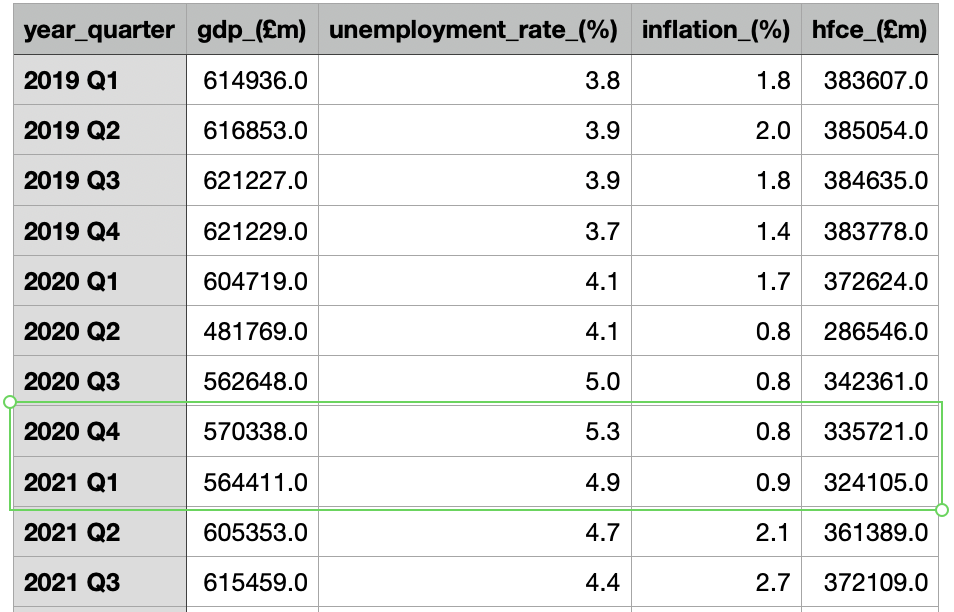 year_quarter gdp_(£m) unemployment_rate_(%) inflation_(%) hfce_(£m)
2019 Q1 614936.0 3.8 1.8 383607.0
2019 Q2 616853.0 3.9 2.0 385054.0
2019 Q3 621227.0 3.9 1.8 384635.0
2019 Q4 621229.0 3.7 1.4 383778.0
2020 Q1 604719.0 4.1 1.7 372624.0
2020 Q2 481769.0 4.1 0.8 286546.0
2020 Q3 562648.0 5.0 0.8 342361.0
2020 Q4 570338.0 5.3 0.8 335721.0
2021 Q1 564411.0 4.9 0.9 324105.0
2021 Q2 605353.0 4.7 2.1 361389.0
2021 Q3 615459.0 4.4 2.7 372109.0